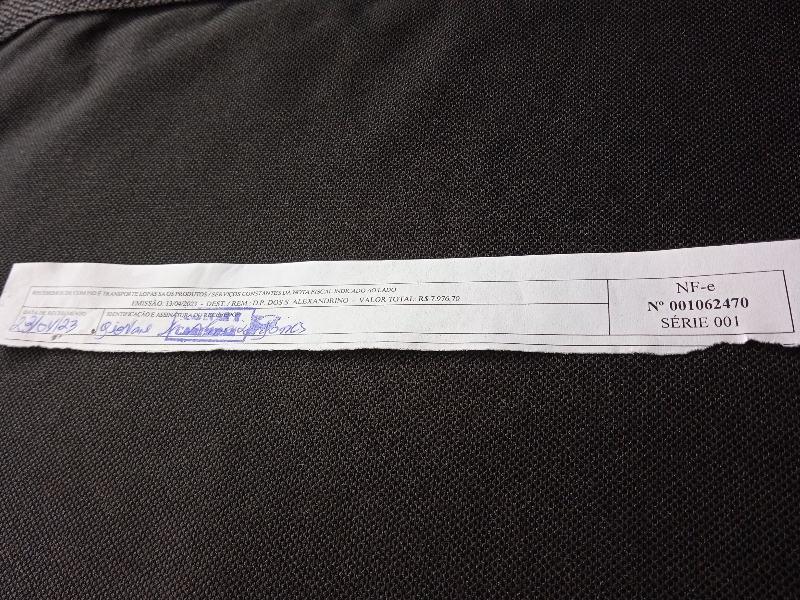 RECEBEMOS DE COM E TRANSPORTE LOPAS SA OS PRODUTOS / SERVIÇOS CONSTANTES DA NOTA FISCAL INDICADO AO LADO
EMISSÃO: 13/04/2023 - DEST. / REM.: D.P. DOS S. ALEXANDRINO - VALOR TOTAL: R$ 7.976,70
DATA DE RECEBIMENTO
IDENTIFICAÇÃO E ASSINATURA DO RECEBEDOR
NF-e
Nº 001062470
SÉRIE 001